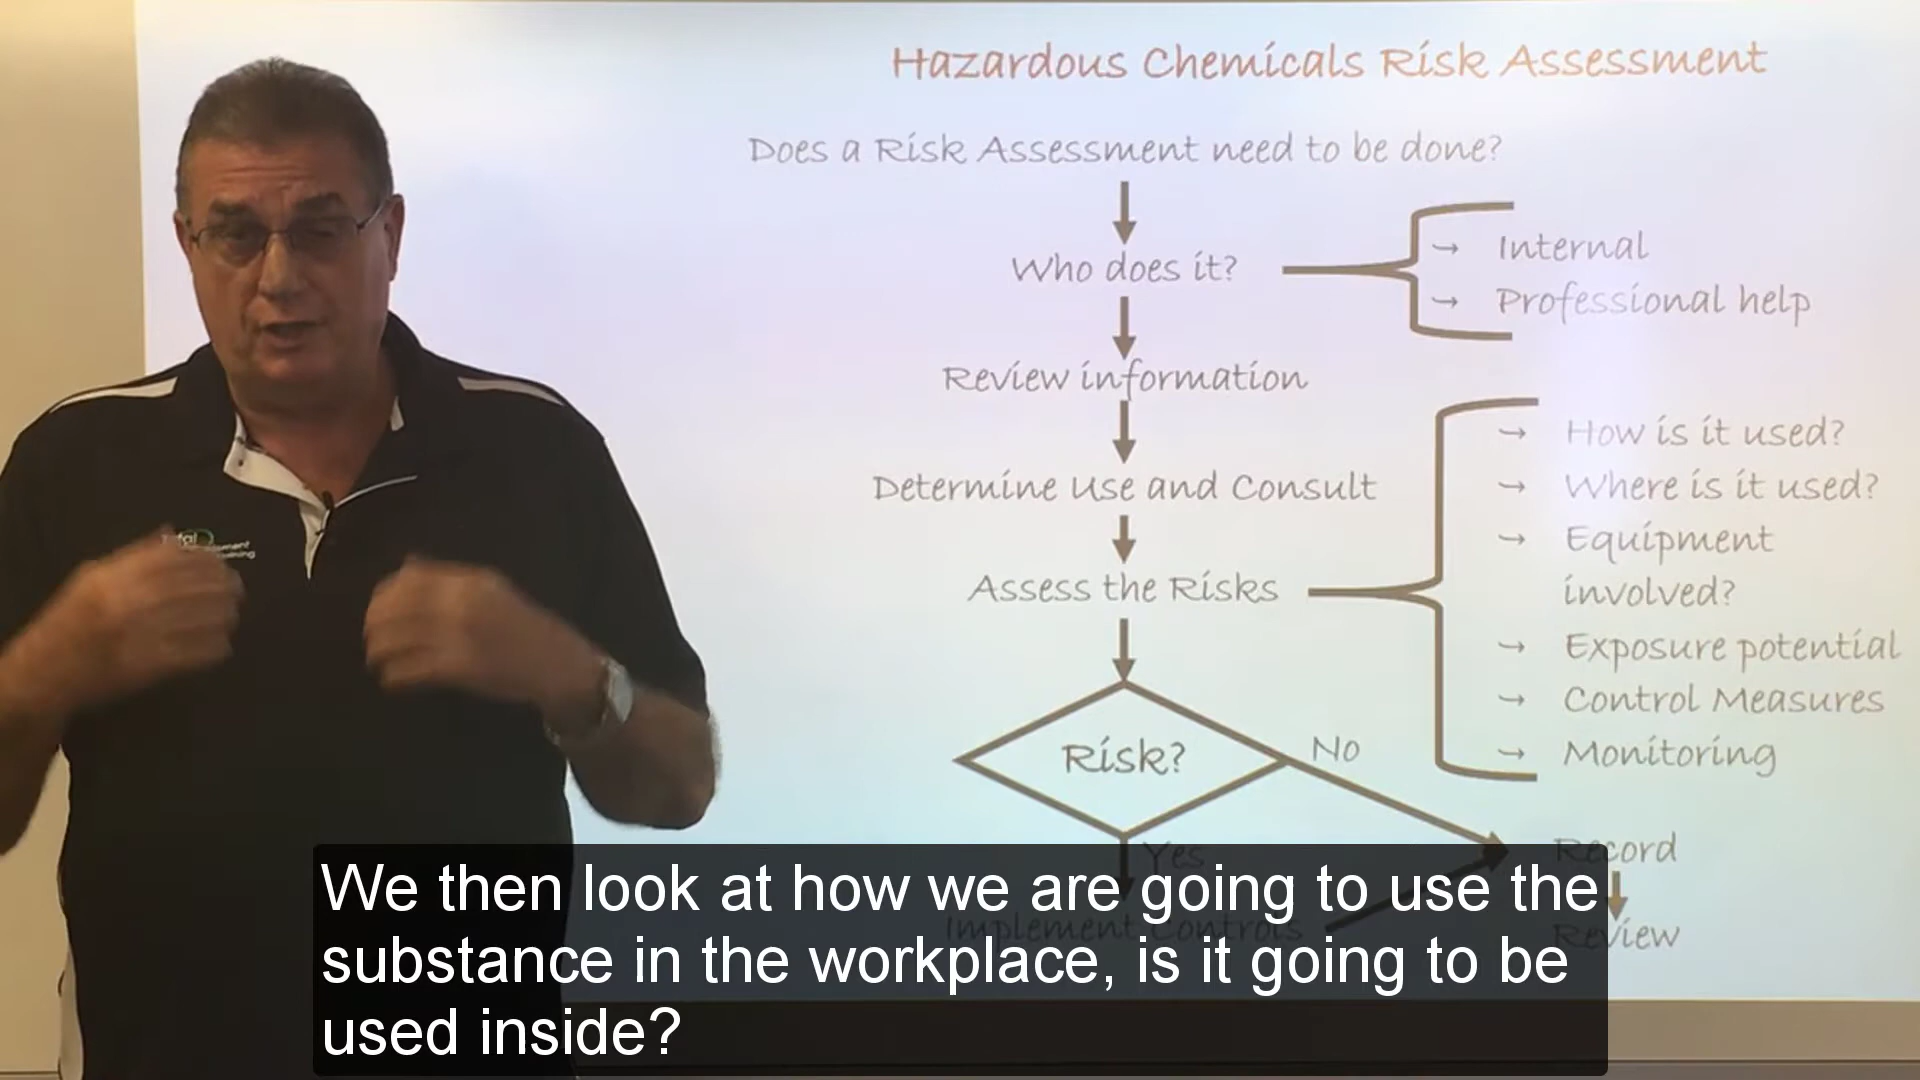 Hazardous Chemicals Risk Assessment
Does a Risk Assessment need to be done?
Who does it?
→ Internal
→ Professional help
Review information
Determine Use and Consult
Assess the Risks
→ How is it used?
→ Where is it used?
→ Equipment
involved?
→ Exposure potential
→ Control Measures
→ Monitoring
Risk?
No
Yes
Implement Controls
Record
Review
We then look at how we are going to use the
substance in the workplace, is it going to be
used inside?